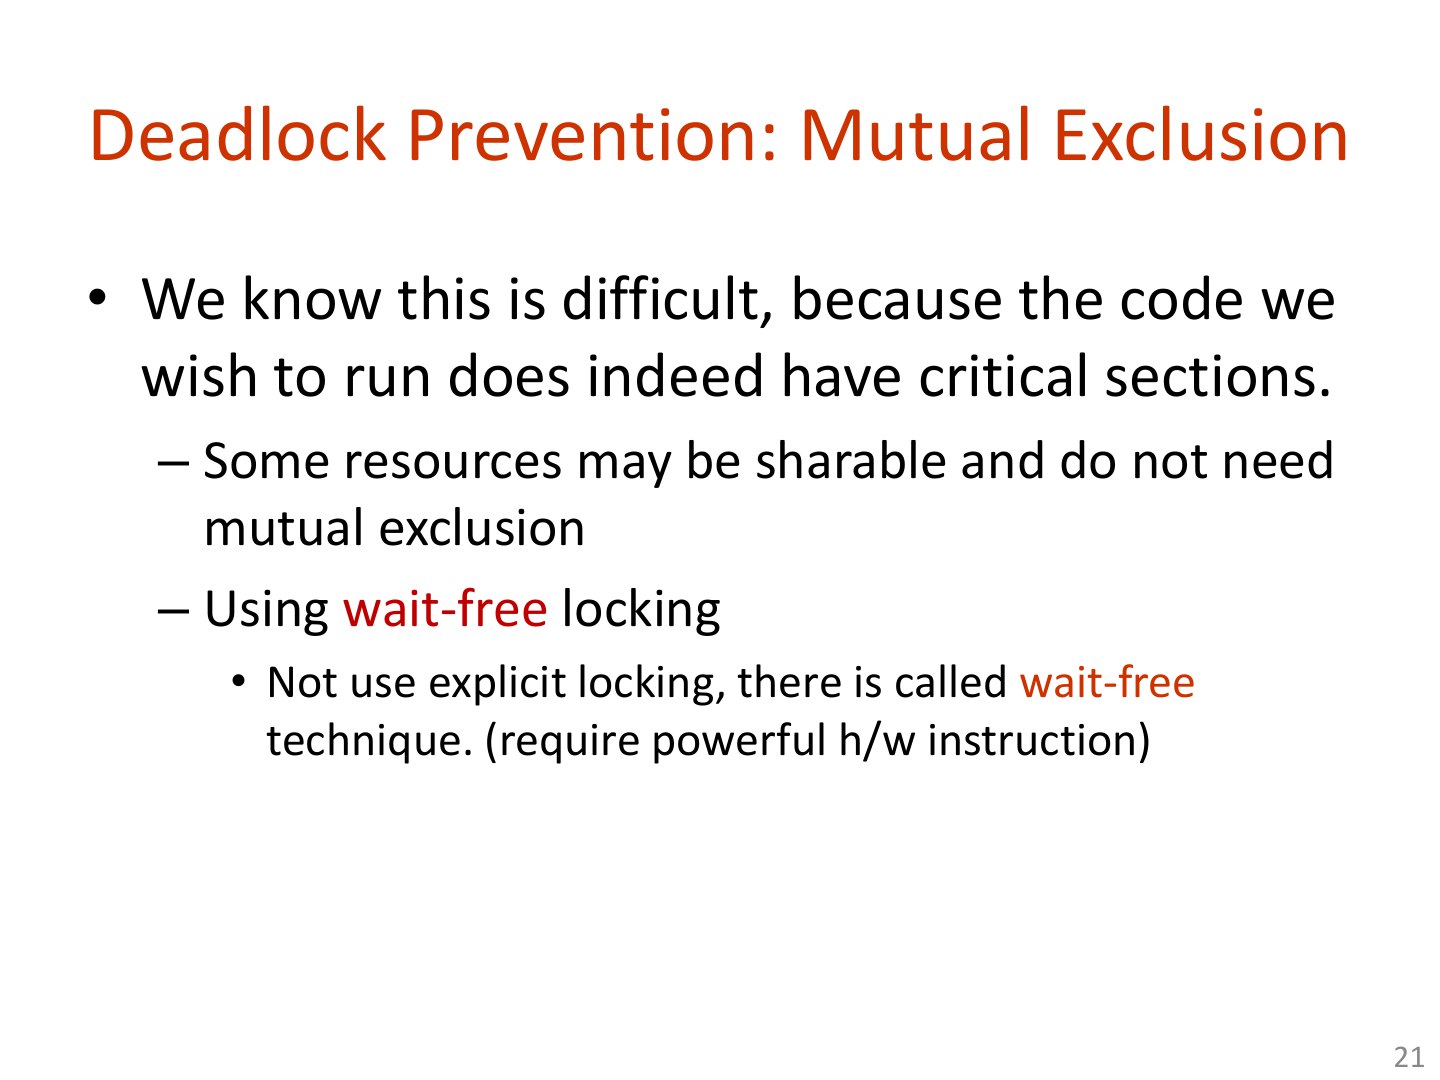 Deadlock Prevention: Mutual Exclusion
• We know this is difficult, because the code we
wish to run does indeed have critical sections.
– Some resources may be sharable and do not need
mutual exclusion
– Using wait-free locking
• Not use explicit locking, there is called wait-free
technique. (require powerful h/w instruction)
21